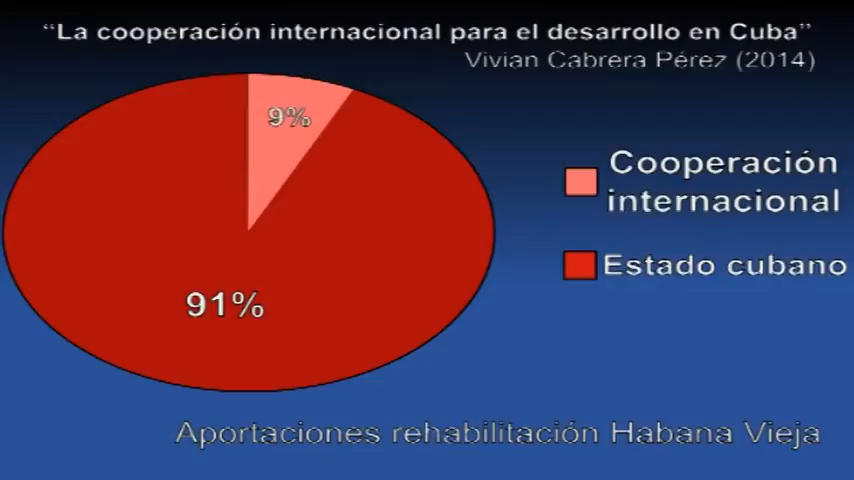 “La cooperación internacional para el desarrollo en Cuba”
Vivian Cabrera Pérez (2014)
9%
Cooperación
internacional
Estado cubano
91%
Aportaciones rehabilitación Habana Vieja